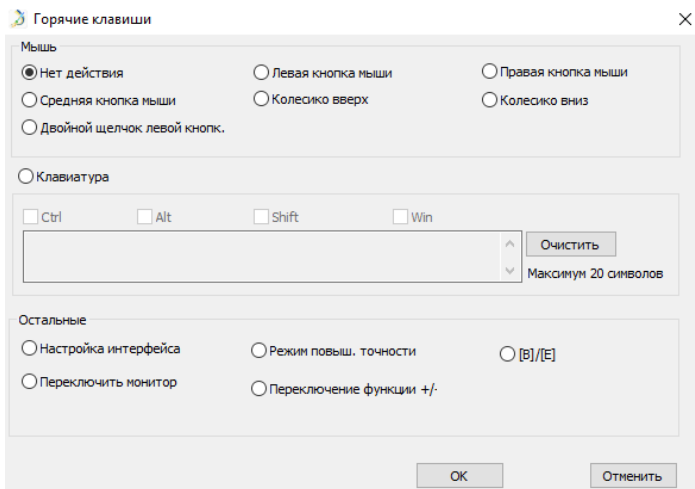 Горячие клавиши
Мышь
Нет действия
Левая кнопка мыши
Правая кнопка мыши
Средняя кнопка мыши
Колесико вверх
Колесико вниз
Двойной щелчок левой кнопк.
Клавиатура
Ctrl
Alt
Shift
Win
Очистить
Максимум 20 символов
Остальные
Настройка интерфейса
Режим повыш. точности
[B]/[E]
Переключить монитор
Переключение функции +/-
OK
Отменить